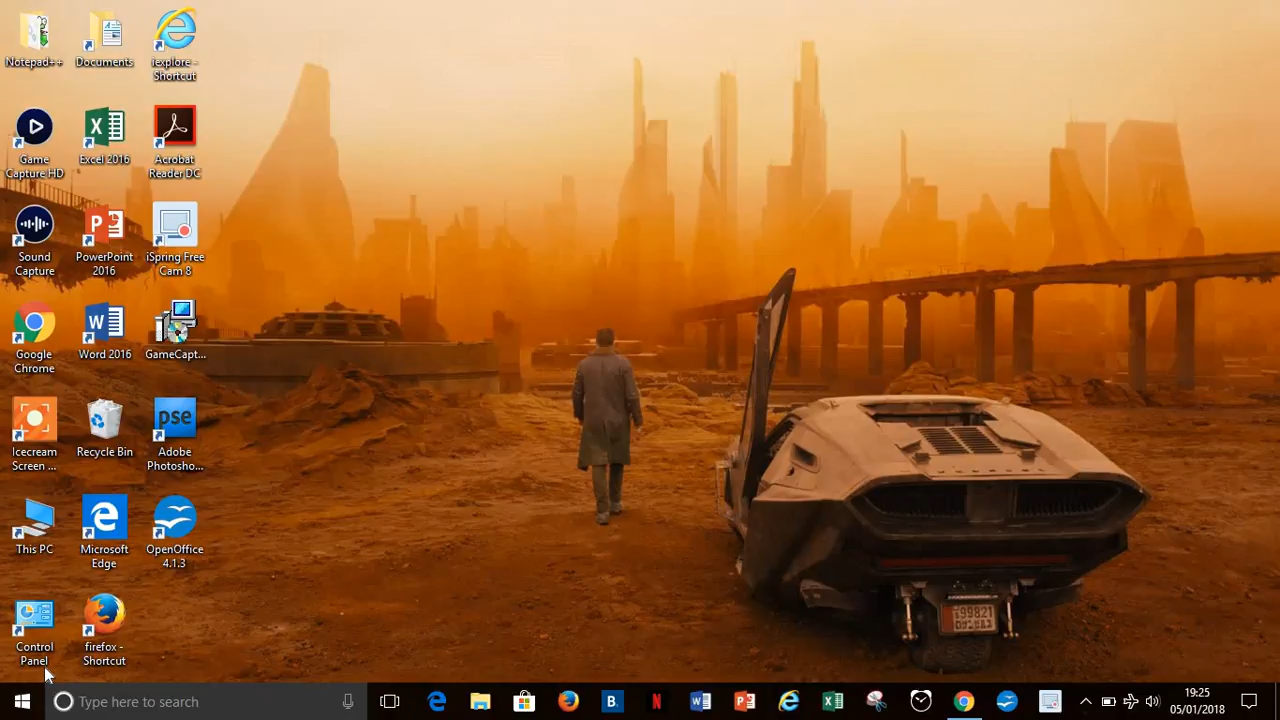 Notepad++
Documents
iexplore - Shortcut
Game Capture HD
Excel 2016
Acrobat Reader DC
Sound Capture
PowerPoint 2016
iSpring Free Cam 8
Google Chrome
Word 2016
GameCapt...
Icecream Screen ...
Recycle Bin
pse
Adobe Photosho...
This PC
Microsoft Edge
OpenOffice 4.1.3
Control Panel
firefox - Shortcut
Type here to search
B.
N
19:25
05/01/2018